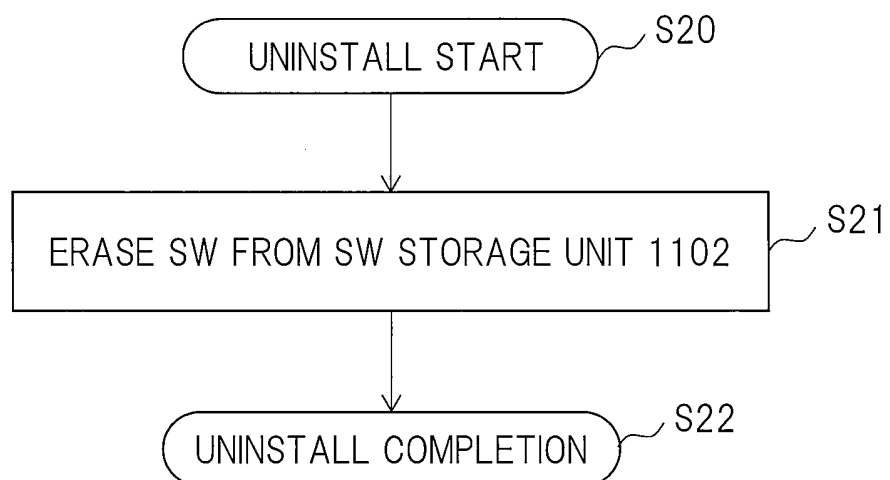 UNINSTALL START
S20
ERASE SW FROM SW STORAGE UNIT 1102
S21
UNINSTALL COMPLETION
S22